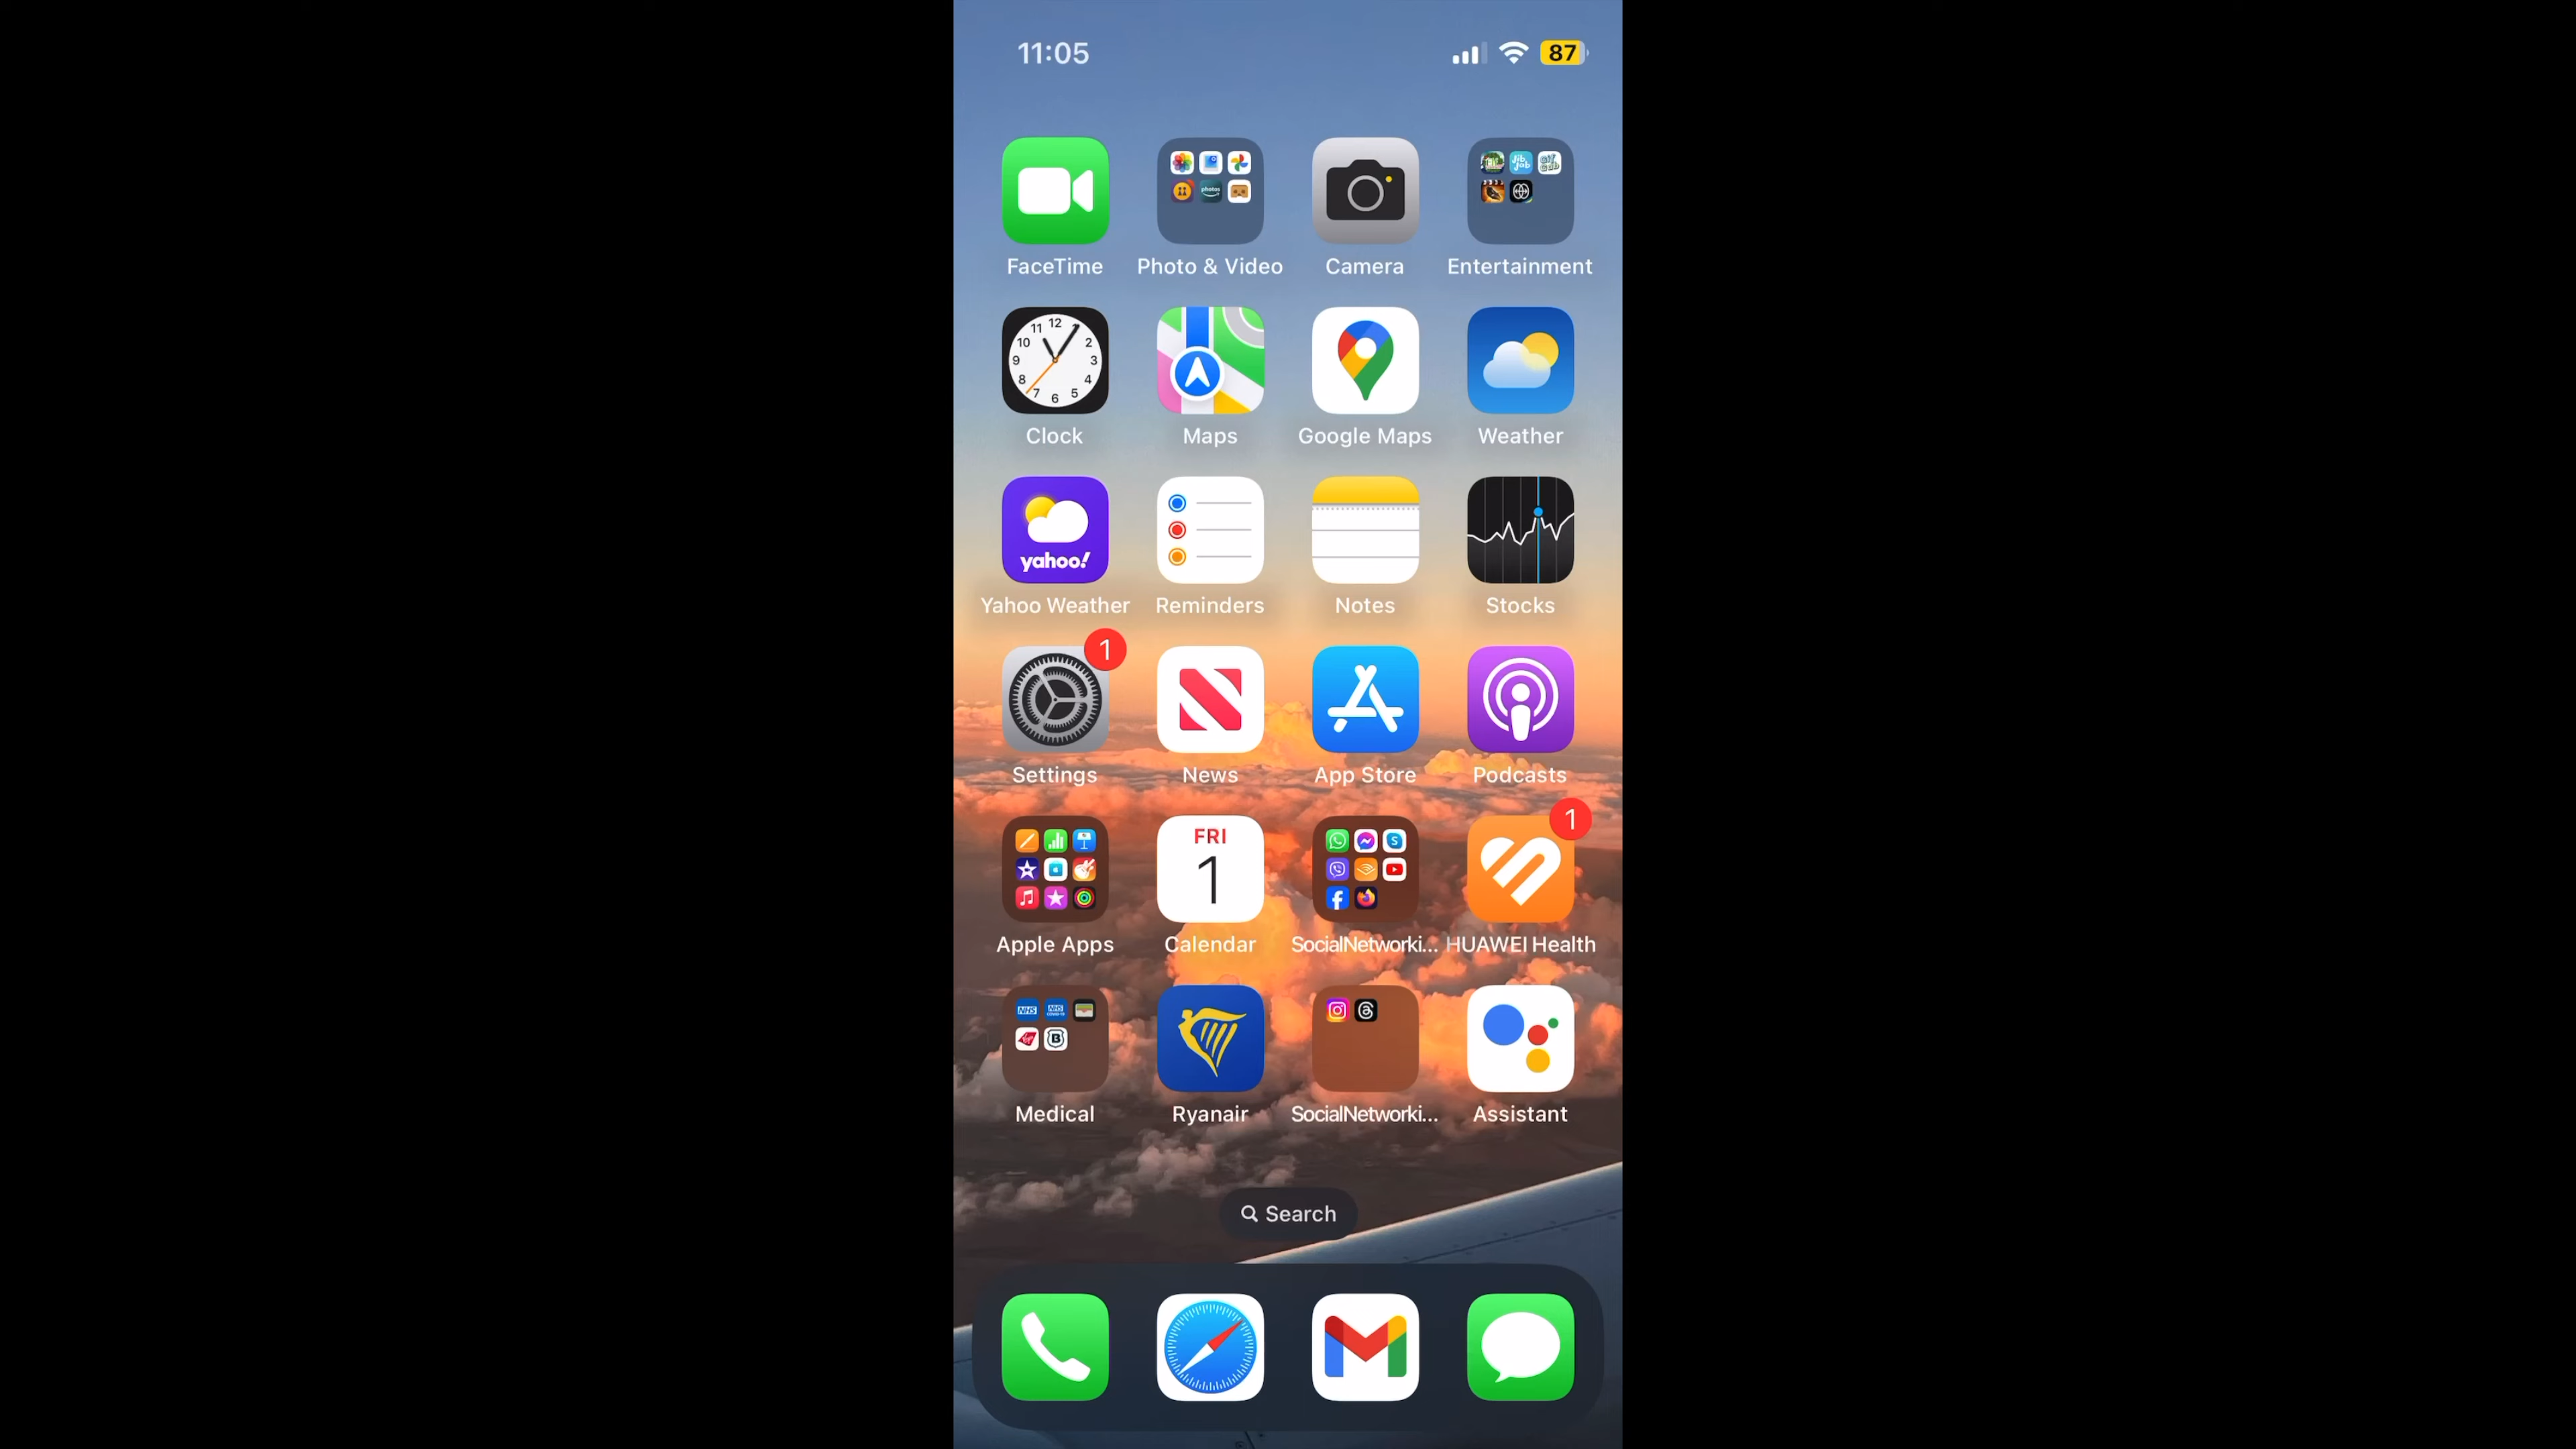 11:05 87
FaceTime Photo & Video Camera Entertainment
Clock Maps Google Maps Weather
yahoo!
Yahoo Weather Reminders Notes Stocks
1
Settings News App Store Podcasts
1
FRI
1
Apple Apps Calendar SocialNetworki... HUAWEI Health
Medical Ryanair SocialNetworki... Assistant
Search